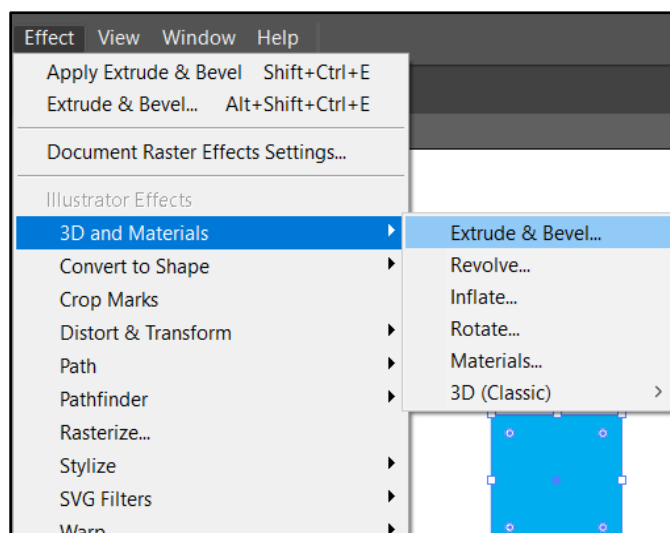 Effect View Window Help
Apply Extrude & Bevel Shift+Ctrl+E
Extrude & Bevel... Alt+Shift+Ctrl+E
Document Raster Effects Settings...
Illustrator Effects
3D and Materials
Convert to Shape
Crop Marks
Distort & Transform
Path
Pathfinder
Rasterize...
Stylize
SVG Filters
Warp
Extrude & Bevel...
Revolve...
Inflate...
Rotate...
Materials...
3D (Classic)